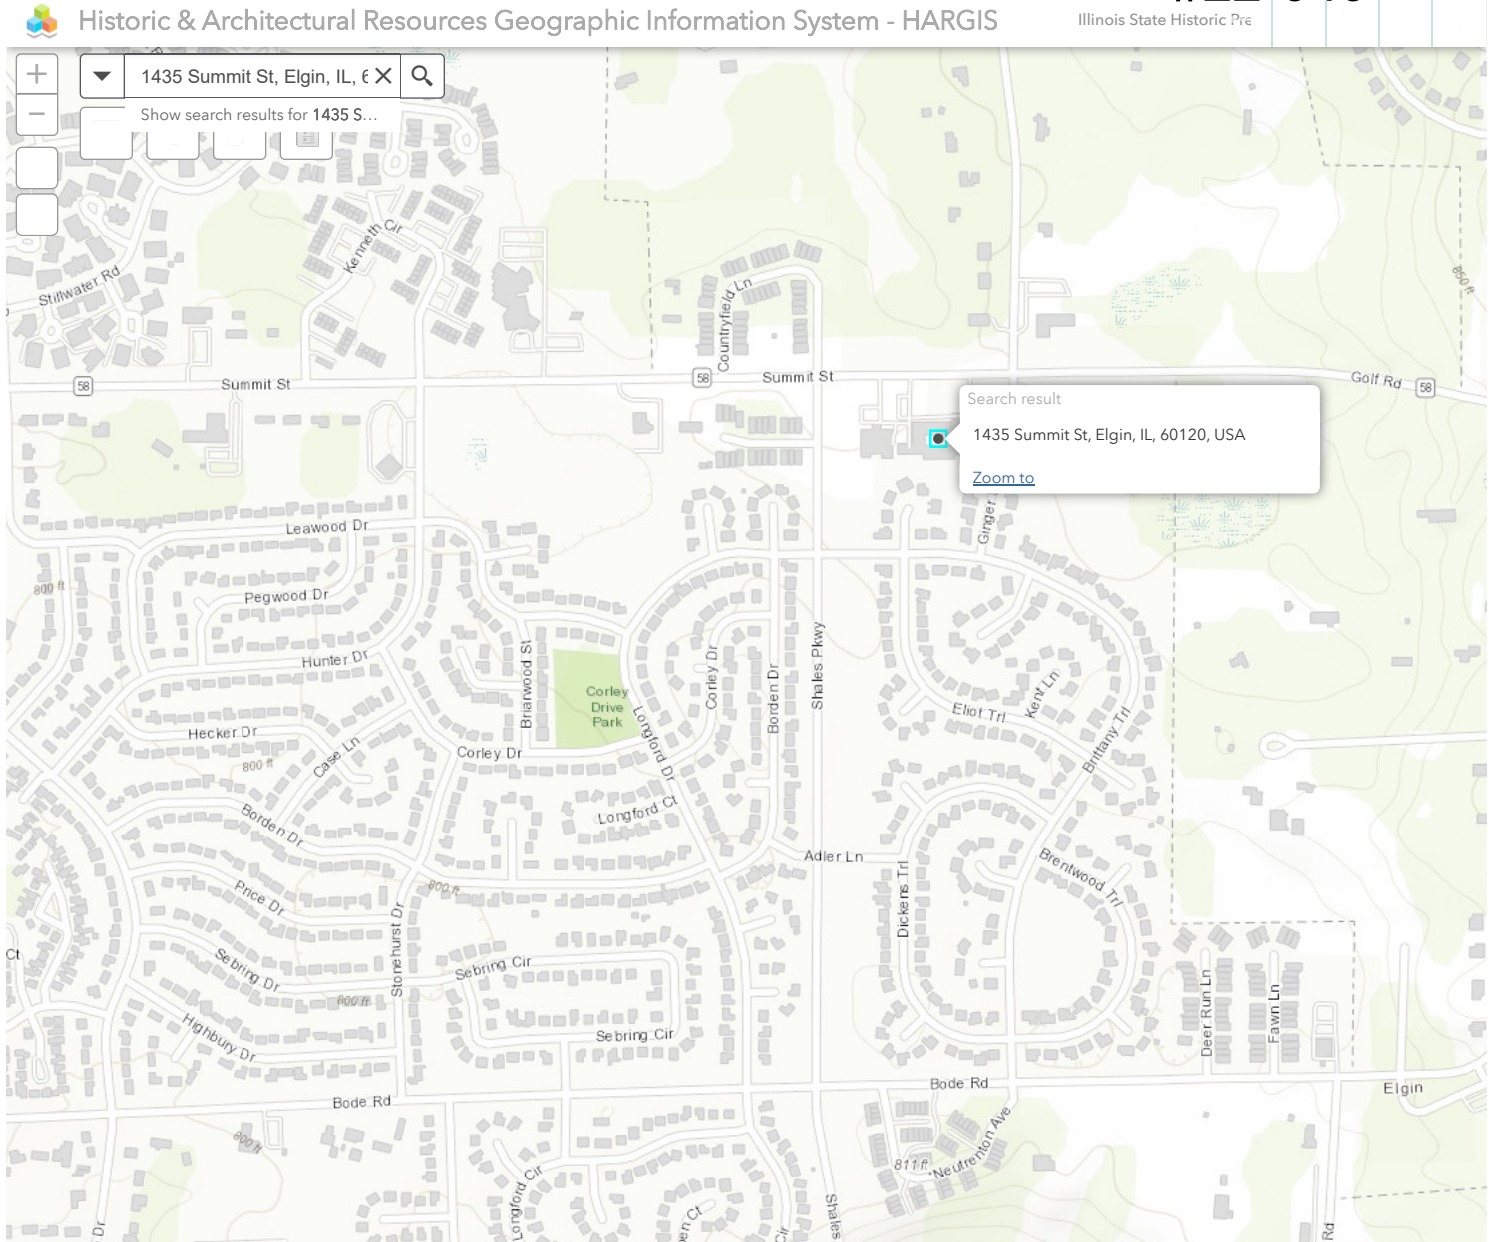 Historic & Architectural Resources Geographic Information System - HARGIS
Illinois State Historic Pre
1435 Summit St, Elgin, IL, 6
Show search results for 1435 S...
Kenneth Cir
Stillwater Rd
Countryfield Ln
850 ft
58
Summit St
58
Summit St
Golf Rd
58
Search result
1435 Summit St, Elgin, IL, 60120, USA
Zoom to
Leawood Dr
Ginger
800 ft
Pegwood Dr
Hunter Dr
Briarwood St
Corley Dr
Borden Dr
Shales Pkwy
Corley
Drive
Park
Longford Dr
Kent Ln
Eliot Trl
Brittany Trl
Hecker Dr
Case Ln
800 ft
Corley Dr
Borden Dr
Longford Ct
Adler Ln
Brentwood Trl
Price Dr
800 ft
Dickens Trl
Stonehurst Dr
Ct
Sebring Dr
Sebring Cir
800 ft
Deer Run Ln
Fawn Ln
Highbury Dr
Sebring Cir
Bode Rd
Elgin
Bode Rd
800 ft
Neutrenton Ave
811 ft
Longford Cir
Shales
en Ct
Cir
Dr
Rd